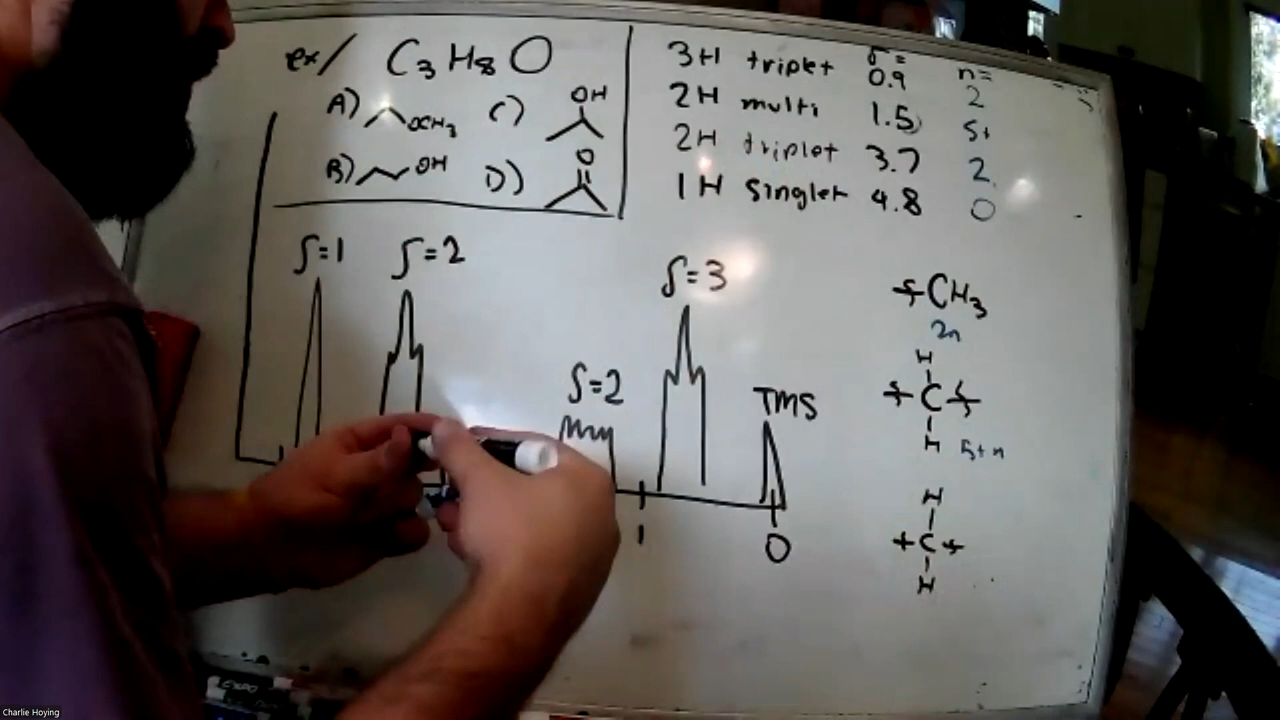 ex/ C3H8O
A) OCH3 C) OH
B) OH D) O
3H triplet δ= 0.9 n= 2
2H multi 1.5 5+
2H triplet 3.7 2
1H singlet 4.8 0
∫=1 ∫=2
∫=2
∫=3
TMS
1
0
CH3
2n
H
C
H 5+n
H
C
H
EXPO
Charlie Hoying